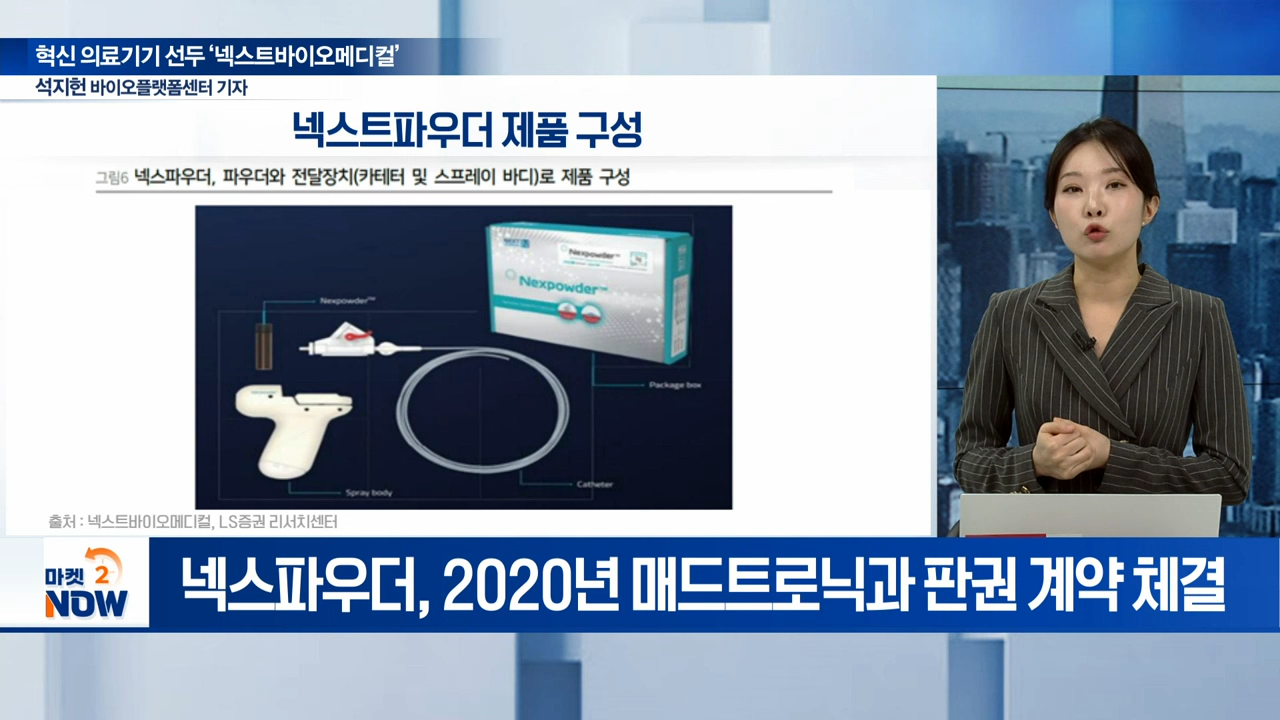 혁신 의료기기 선두 ‘넥스트바이오메디컬’
석지헌 바이오플랫폼센터 기자
넥스트파우더 제품 구성
그림6 넥스파우더, 파우더와 전달장치(카테터 및 스프레이 바디)로 제품 구성
Nexpowder™
Nexpowder™
Nexpowder™
Package box
Catheter
Spray body
출처 : 넥스트바이오메디컬, LS증권 리서치센터
마켓 2
NOW
넥스파우더, 2020년 매드트로닉과 판권 계약 체결